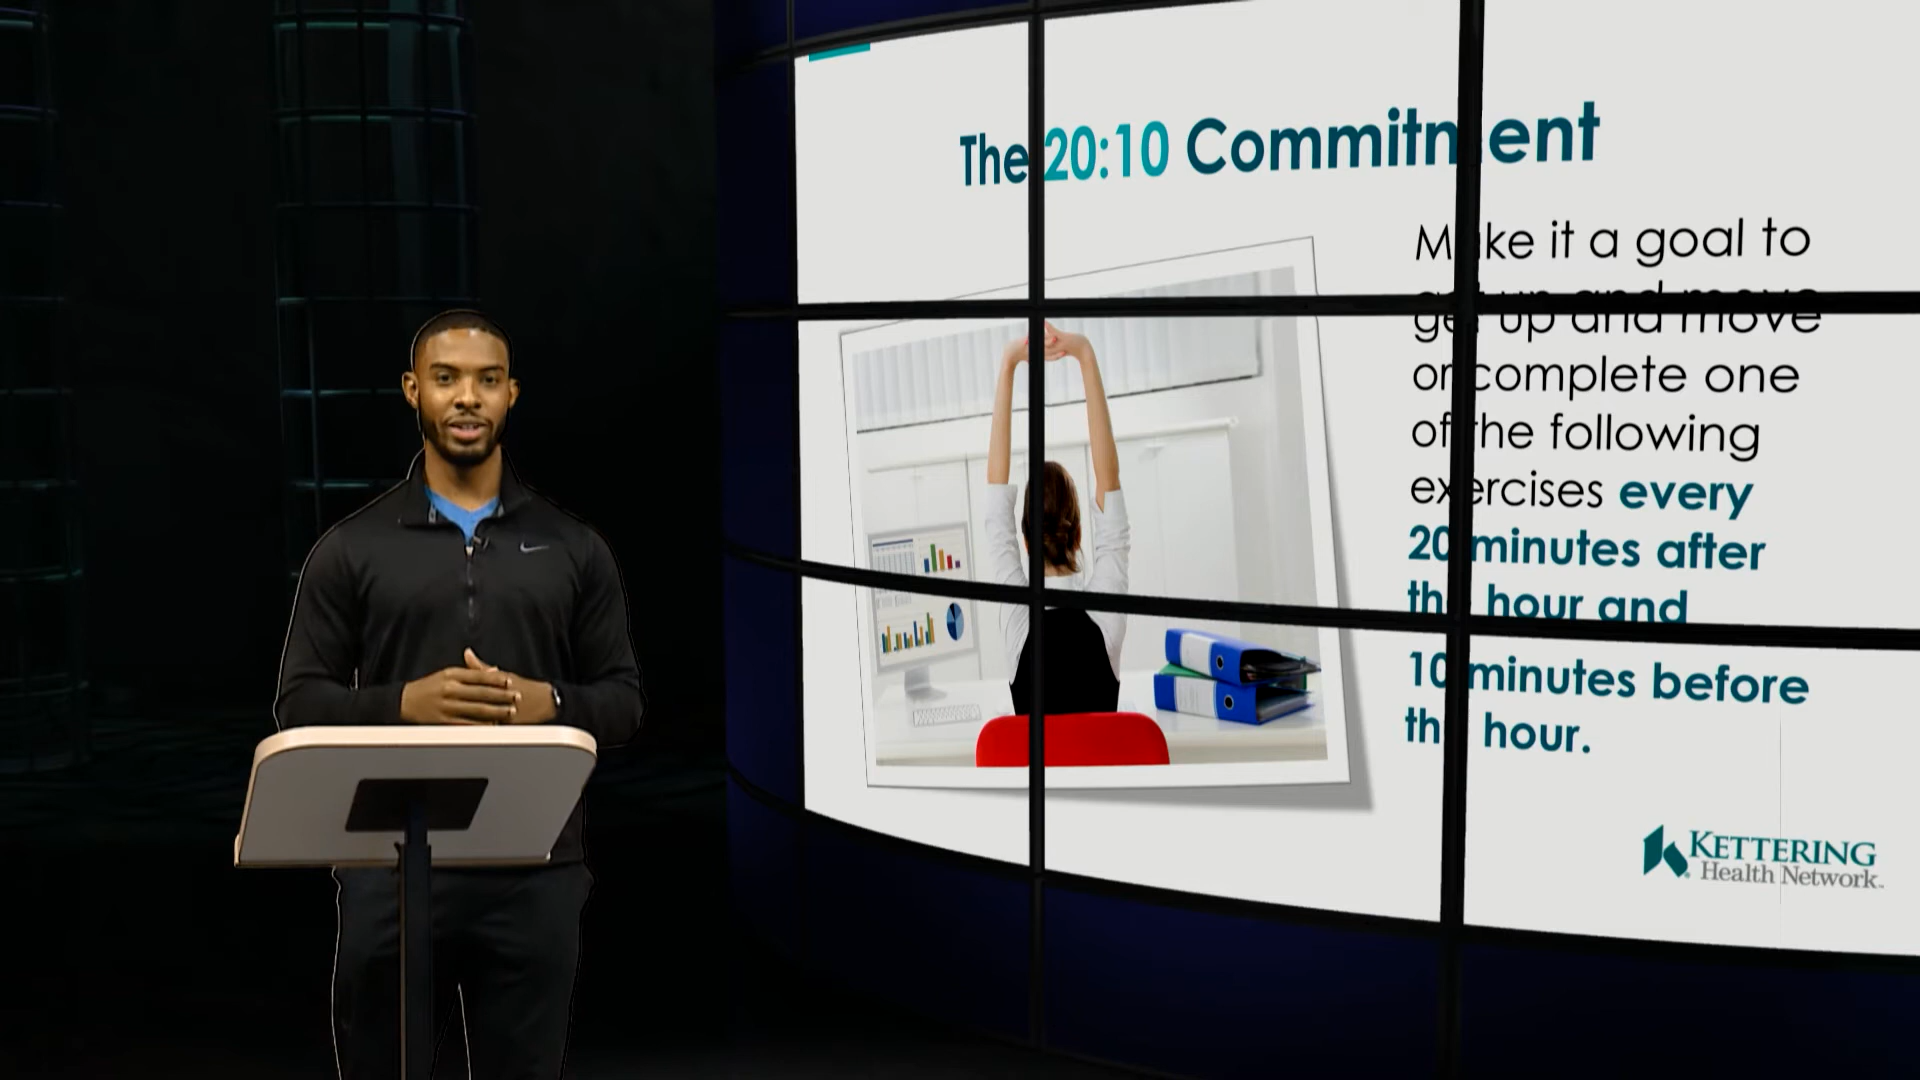 The 20:10 Commitment
Make it a goal to
get up and move
or complete one
of the following
exercises every
20 minutes after
the hour and
10 minutes before
the hour.
KETTERING
Health Network